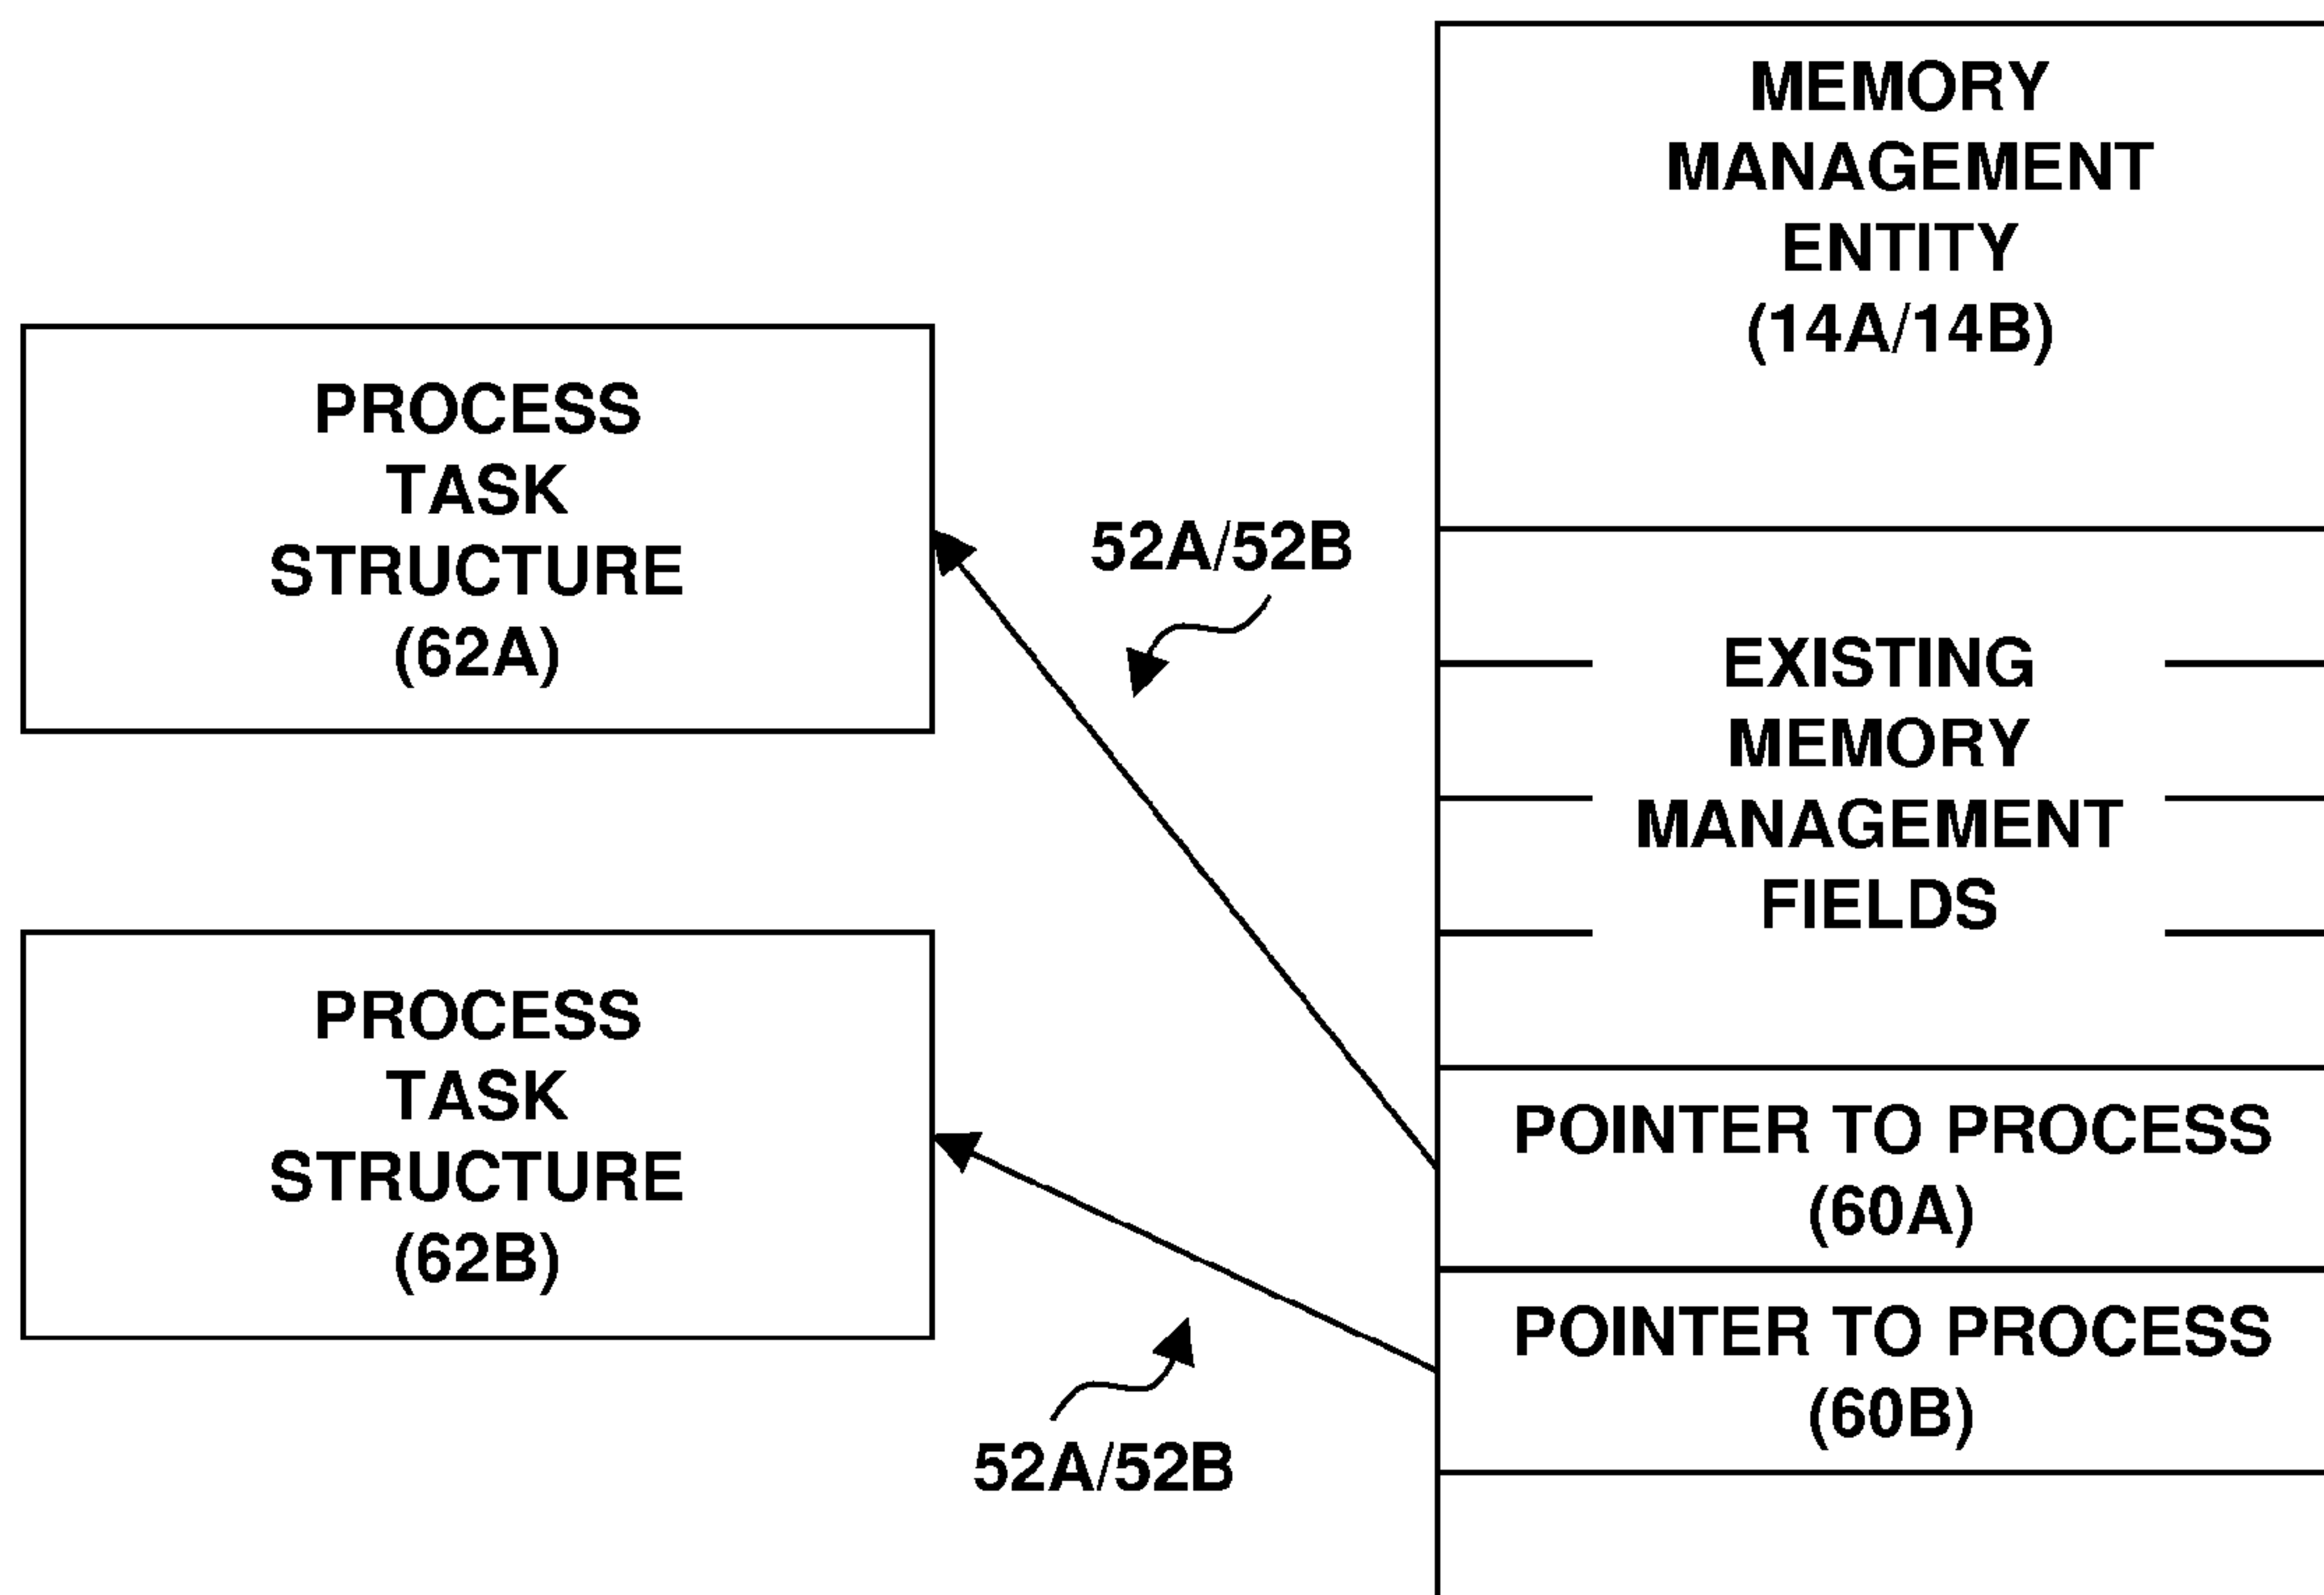 MEMORY
MANAGEMENT
ENTITY
(14A/14B)
PROCESS
TASK
STRUCTURE
(62A)
52A/52B
EXISTING
MEMORY
MANAGEMENT
FIELDS
PROCESS
TASK
STRUCTURE
(62B)
POINTER TO PROCESS
(60A)
POINTER TO PROCESS
(60B)
52A/52B